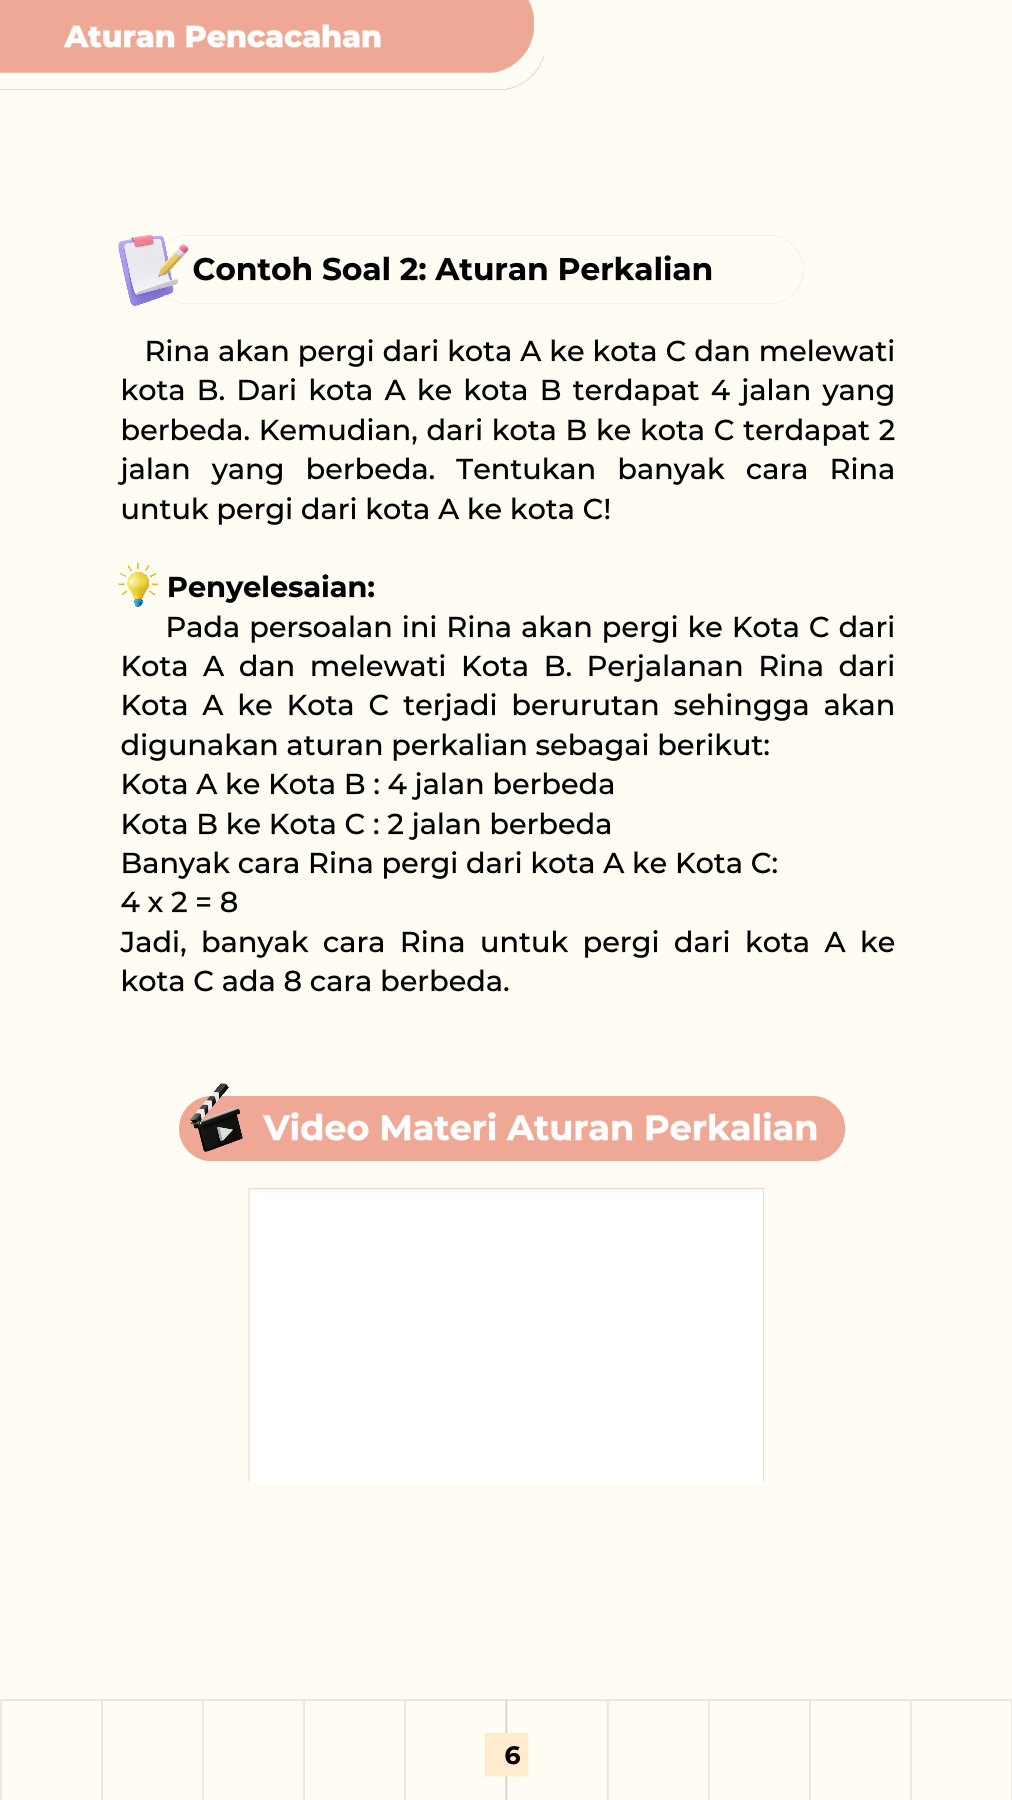 Aturan Pencacahan
Contoh Soal 2: Aturan Perkalian
Rina akan pergi dari kota A ke kota C dan melewati
kota B. Dari kota A ke kota B terdapat 4 jalan yang
berbeda. Kemudian, dari kota B ke kota C terdapat 2
jalan yang berbeda. Tentukan banyak cara Rina
untuk pergi dari kota A ke kota C!
Penyelesaian:
Pada persoalan ini Rina akan pergi ke Kota C dari
Kota A dan melewati Kota B. Perjalanan Rina dari
Kota A ke Kota C terjadi berurutan sehingga akan
digunakan aturan perkalian sebagai berikut:
Kota A ke Kota B : 4 jalan berbeda
Kota B ke Kota C : 2 jalan berbeda
Banyak cara Rina pergi dari kota A ke Kota C:
4 x 2 = 8
Jadi, banyak cara Rina untuk pergi dari kota A ke
kota C ada 8 cara berbeda.
Video Materi Aturan Perkalian
6